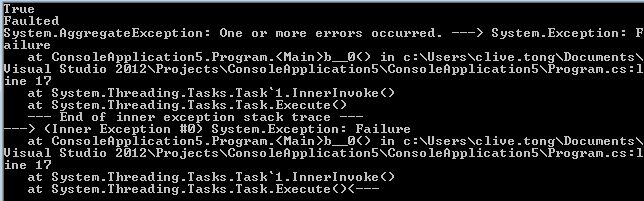 True
Faulted
System.AggregateException: One or more errors occurred. ---> System.Exception: F
ailure
   at ConsoleApplication5.Program.<Main>b__0() in c:\Users\clive.tong\Documents\
Visual Studio 2012\Projects\ConsoleApplication5\ConsoleApplication5\Program.cs:l
ine 17
   at System.Threading.Tasks.Task`1.InnerInvoke()
   at System.Threading.Tasks.Task.Execute()
   --- End of inner exception stack trace ---
---> (Inner Exception #0) System.Exception: Failure
   at ConsoleApplication5.Program.<Main>b__0() in c:\Users\clive.tong\Documents\
Visual Studio 2012\Projects\ConsoleApplication5\ConsoleApplication5\Program.cs:l
ine 17
   at System.Threading.Tasks.Task`1.InnerInvoke()
   at System.Threading.Tasks.Task.Execute()<---